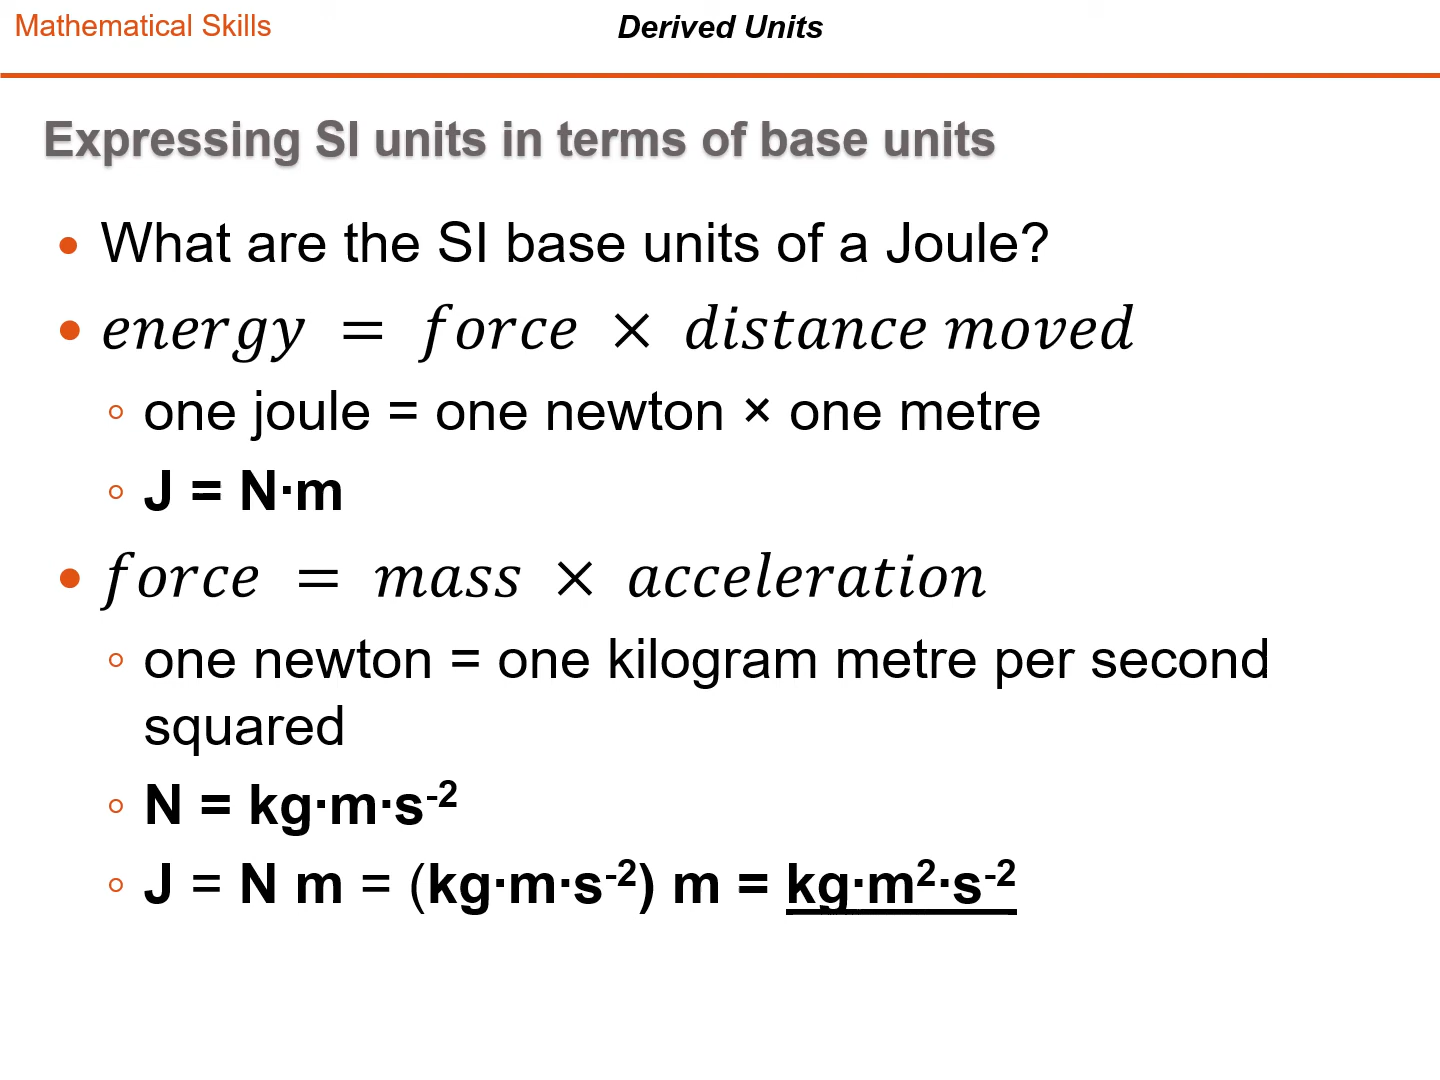 Mathematical Skills
Derived Units
Expressing SI units in terms of base units
• What are the SI base units of a Joule?
• energy = force × distance moved
◦ one joule = one newton × one metre
◦ J = N·m
• force = mass × acceleration
◦ one newton = one kilogram metre per second
squared
◦ N = kg·m·s⁻²
◦ J = N m = (kg·m·s⁻²) m = kg·m²·s⁻²